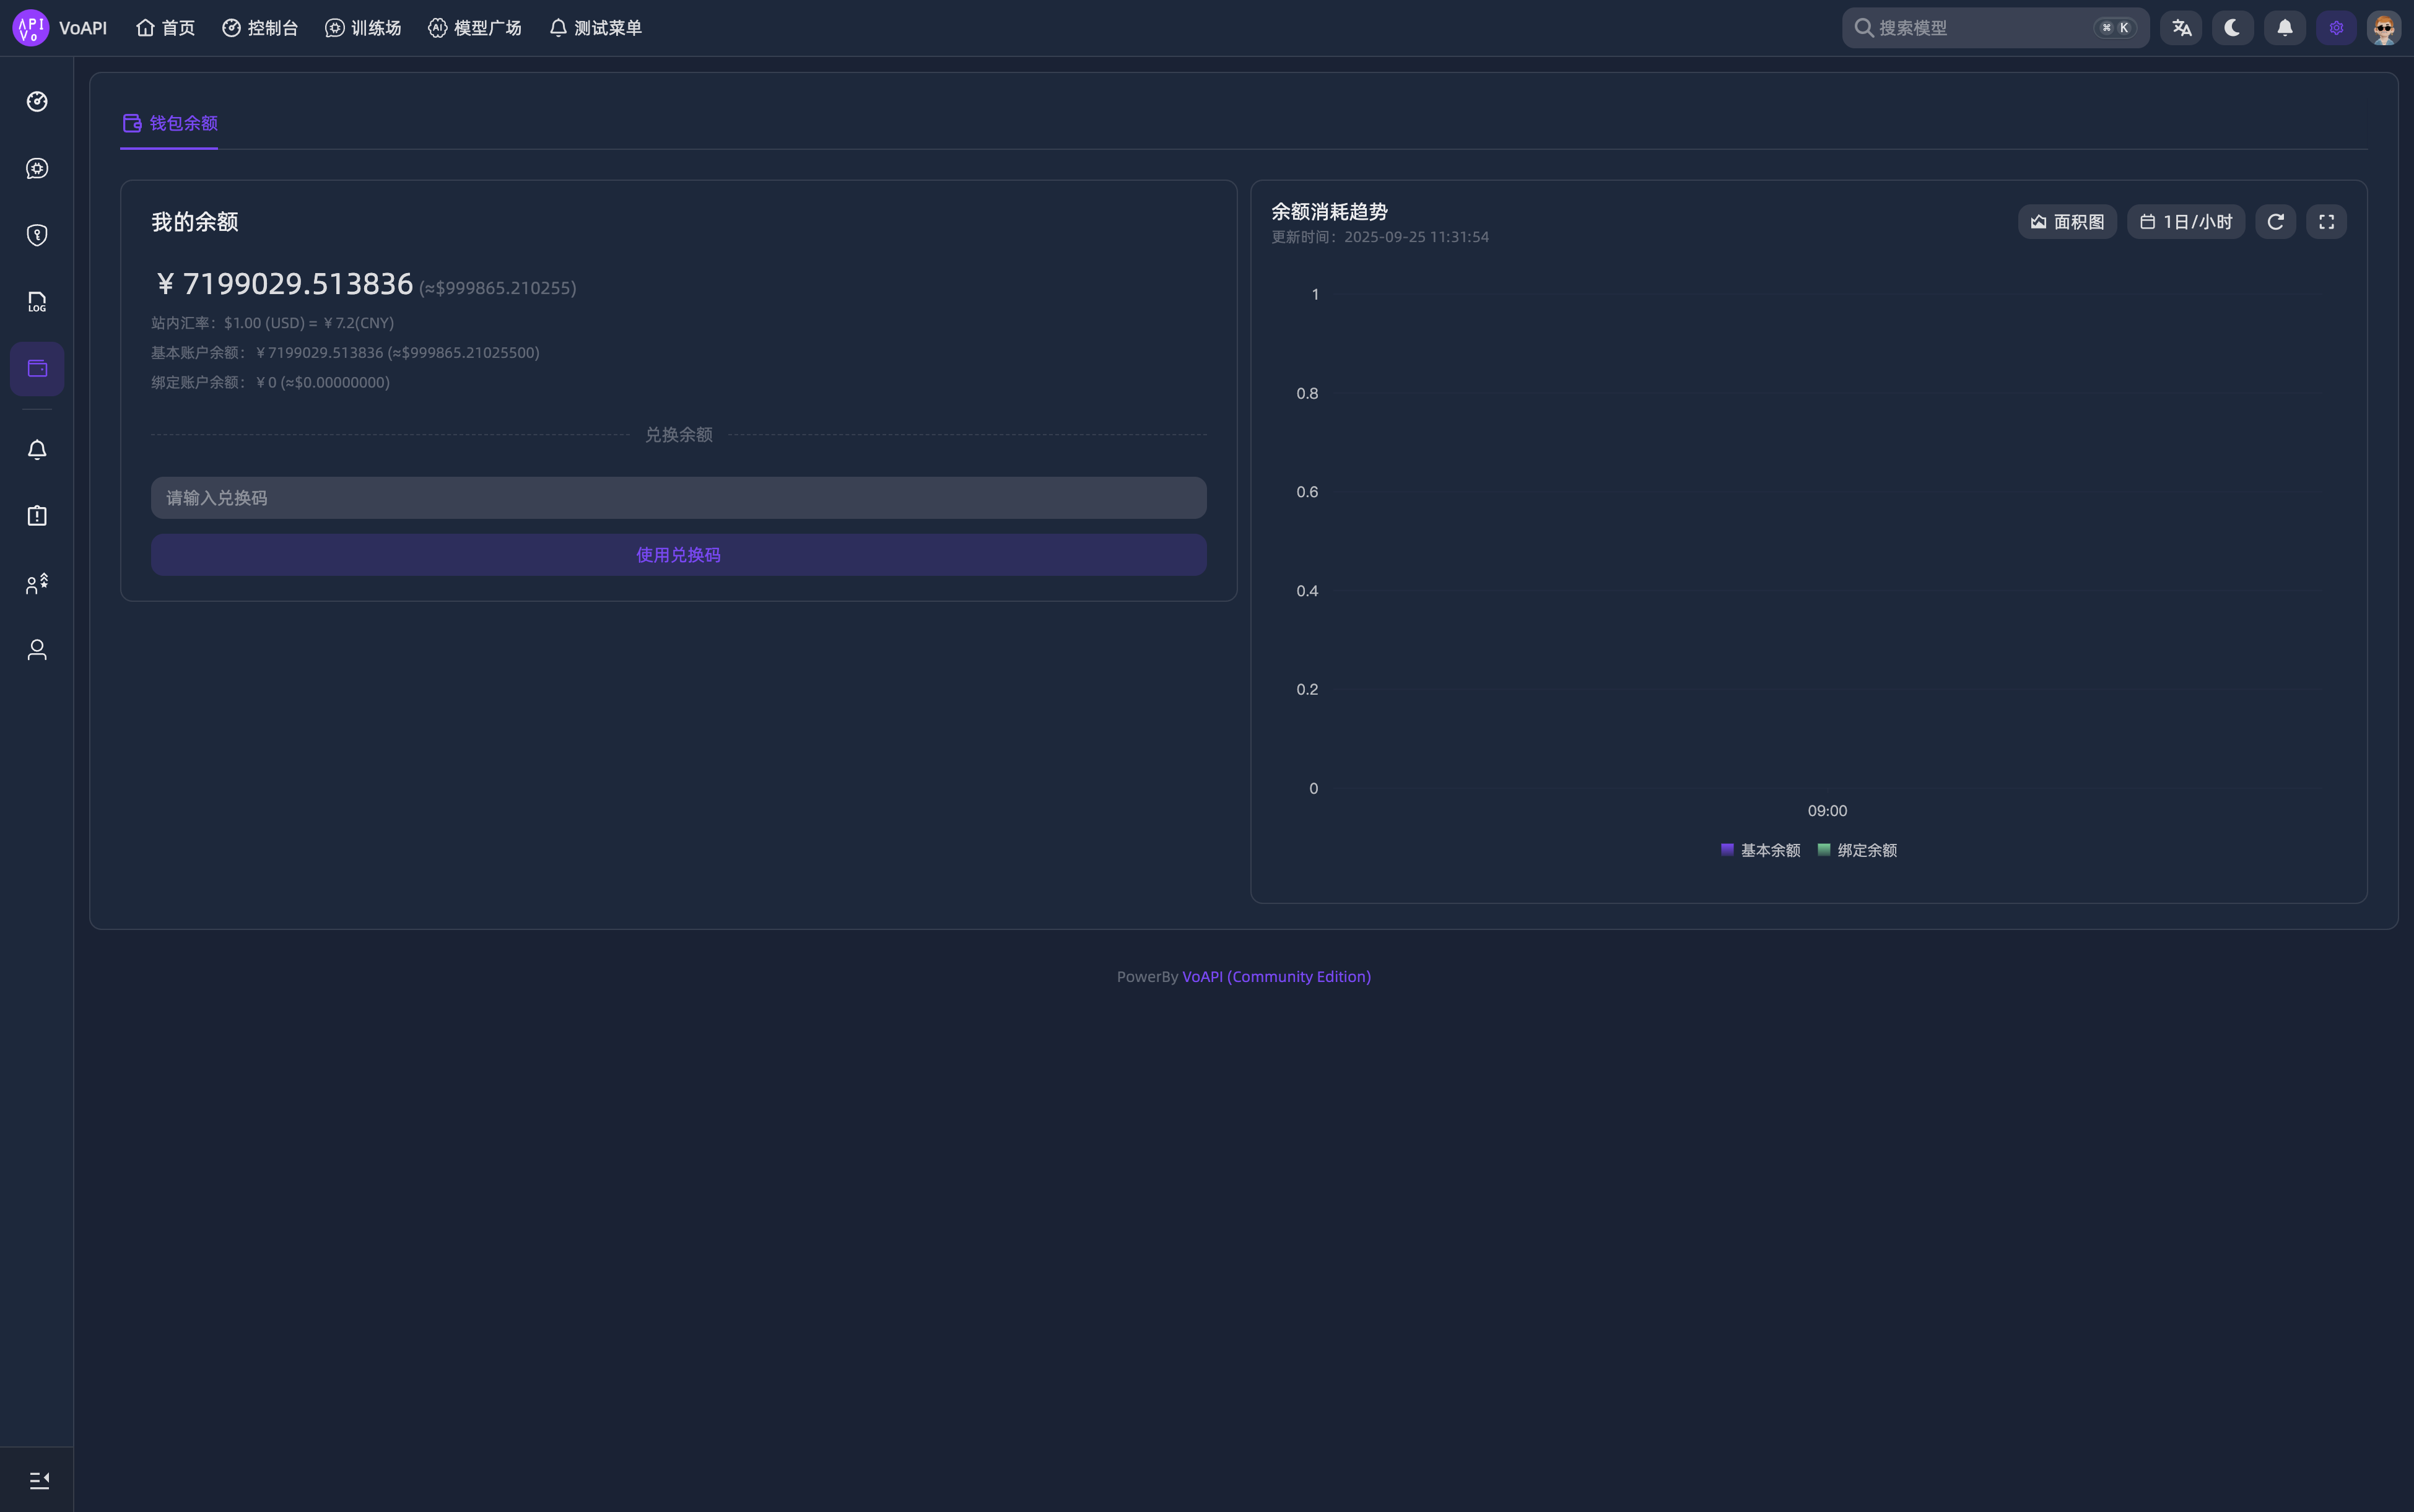 VoAPI 首页 控制台 训练场 模型广场 测试菜单 搜索模型 ⌘ K
钱包余额
我的余额
￥7199029.513836 (≈$999865.210255)
站内汇率：$1.00 (USD) = ￥7.2(CNY)
基本账户余额：￥7199029.513836 (≈$999865.21025500)
绑定账户余额：￥0 (≈$0.00000000)
兑换余额
请输入兑换码
使用兑换码
余额消耗趋势
更新时间：2025-09-25 11:31:54
面积图 1日/小时
1
0.8
0.6
0.4
0.2
0
09:00
基本余额 绑定余额
LOG
PowerBy VoAPI (Community Edition)